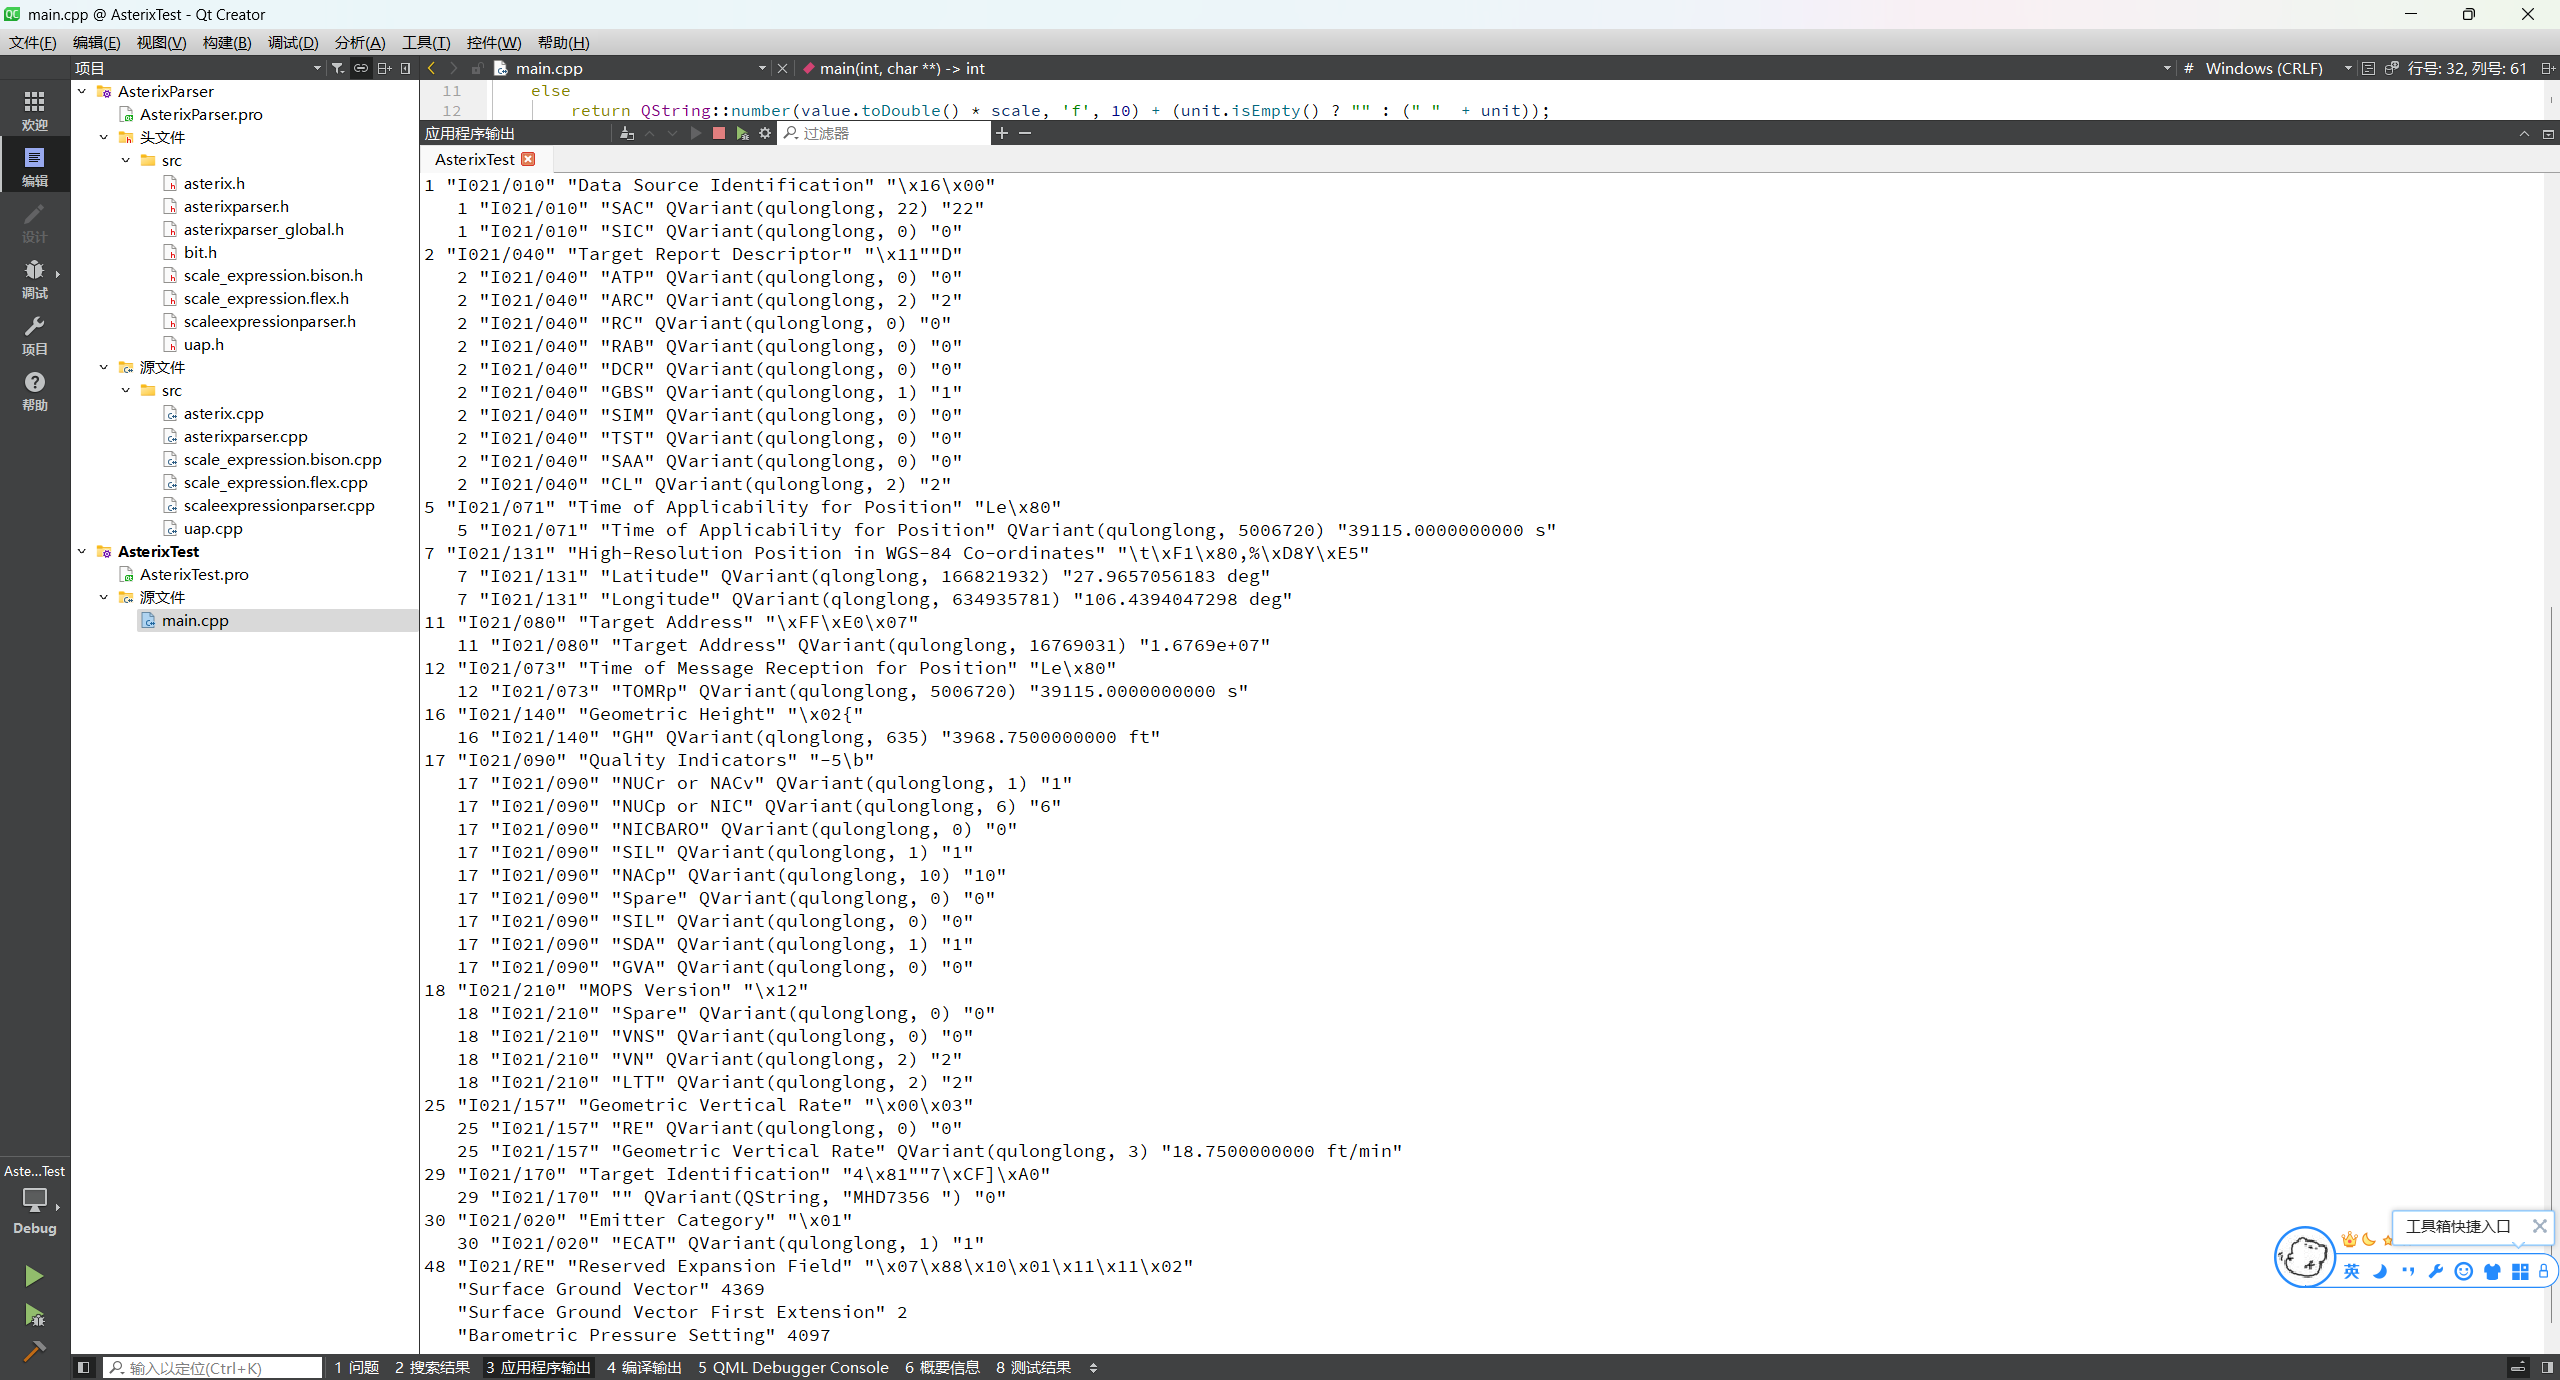 main.cpp @ AsterixTest - Qt Creator
文件(F) 编辑(E) 视图(V) 构建(B) 调试(D) 分析(A) 工具(T) 控件(W) 帮助(H)
项目
main.cpp
main(int, char **) -> int
# Windows (CRLF)
行号: 32, 列号: 61
欢迎
编辑
设计
调试
项目
帮助
Aste...Test
Debug
AsterixParser
AsterixParser.pro
头文件
src
asterix.h
asterixparser.h
asterixparser_global.h
bit.h
scale_expression.bison.h
scale_expression.flex.h
scaleexpressionparser.h
uap.h
源文件
src
asterix.cpp
asterixparser.cpp
scale_expression.bison.cpp
scale_expression.flex.cpp
scaleexpressionparser.cpp
uap.cpp
AsterixTest
AsterixTest.pro
源文件
main.cpp
11 else
12 return QString::number(value.toDouble() * scale, 'f', 10) + (unit.isEmpty() ? "" : (" " + unit));
应用程序输出
过滤器
AsterixTest
1 "I021/010" "Data Source Identification" "\x16\x00"
1 "I021/010" "SAC" QVariant(qulonglong, 22) "22"
1 "I021/010" "SIC" QVariant(qulonglong, 0) "0"
2 "I021/040" "Target Report Descriptor" "\x11""D"
2 "I021/040" "ATP" QVariant(qulonglong, 0) "0"
2 "I021/040" "ARC" QVariant(qulonglong, 2) "2"
2 "I021/040" "RC" QVariant(qulonglong, 0) "0"
2 "I021/040" "RAB" QVariant(qulonglong, 0) "0"
2 "I021/040" "DCR" QVariant(qulonglong, 0) "0"
2 "I021/040" "GBS" QVariant(qulonglong, 1) "1"
2 "I021/040" "SIM" QVariant(qulonglong, 0) "0"
2 "I021/040" "TST" QVariant(qulonglong, 0) "0"
2 "I021/040" "SAA" QVariant(qulonglong, 0) "0"
2 "I021/040" "CL" QVariant(qulonglong, 2) "2"
5 "I021/071" "Time of Applicability for Position" "Le\x80"
5 "I021/071" "Time of Applicability for Position" QVariant(qulonglong, 5006720) "39115.0000000000 s"
7 "I021/131" "High-Resolution Position in WGS-84 Co-ordinates" "\t\xF1\x80,%\xD8Y\xE5"
7 "I021/131" "Latitude" QVariant(qlonglong, 166821932) "27.9657056183 deg"
7 "I021/131" "Longitude" QVariant(qlonglong, 634935781) "106.4394047298 deg"
11 "I021/080" "Target Address" "\xFF\xE0\x07"
11 "I021/080" "Target Address" QVariant(qulonglong, 16769031) "1.6769e+07"
12 "I021/073" "Time of Message Reception for Position" "Le\x80"
12 "I021/073" "TOMRp" QVariant(qulonglong, 5006720) "39115.0000000000 s"
16 "I021/140" "Geometric Height" "\x02{"
16 "I021/140" "GH" QVariant(qlonglong, 635) "3968.7500000000 ft"
17 "I021/090" "Quality Indicators" "-5\b"
17 "I021/090" "NUCr or NACv" QVariant(qulonglong, 1) "1"
17 "I021/090" "NUCp or NIC" QVariant(qulonglong, 6) "6"
17 "I021/090" "NICBARO" QVariant(qulonglong, 0) "0"
17 "I021/090" "SIL" QVariant(qulonglong, 1) "1"
17 "I021/090" "NACp" QVariant(qulonglong, 10) "10"
17 "I021/090" "Spare" QVariant(qulonglong, 0) "0"
17 "I021/090" "SIL" QVariant(qulonglong, 0) "0"
17 "I021/090" "SDA" QVariant(qulonglong, 1) "1"
17 "I021/090" "GVA" QVariant(qulonglong, 0) "0"
18 "I021/210" "MOPS Version" "\x12"
18 "I021/210" "Spare" QVariant(qulonglong, 0) "0"
18 "I021/210" "VNS" QVariant(qulonglong, 0) "0"
18 "I021/210" "VN" QVariant(qulonglong, 2) "2"
18 "I021/210" "LTT" QVariant(qulonglong, 2) "2"
25 "I021/157" "Geometric Vertical Rate" "\x00\x03"
25 "I021/157" "RE" QVariant(qulonglong, 0) "0"
25 "I021/157" "Geometric Vertical Rate" QVariant(qulonglong, 3) "18.7500000000 ft/min"
29 "I021/170" "Target Identification" "4\x81""7\xCF]\xA0"
29 "I021/170" "" QVariant(QString, "MHD7356 ") "0"
30 "I021/020" "Emitter Category" "\x01"
30 "I021/020" "ECAT" QVariant(qulonglong, 1) "1"
48 "I021/RE" "Reserved Expansion Field" "\x07\x88\x10\x01\x11\x11\x02"
"Surface Ground Vector" 4369
"Surface Ground Vector First Extension" 2
"Barometric Pressure Setting" 4097
工具箱快捷入口
英
输入以定位(Ctrl+K)
1 问题 2 搜索结果 3 应用程序输出 4 编译输出 5 QML Debugger Console 6 概要信息 8 测试结果